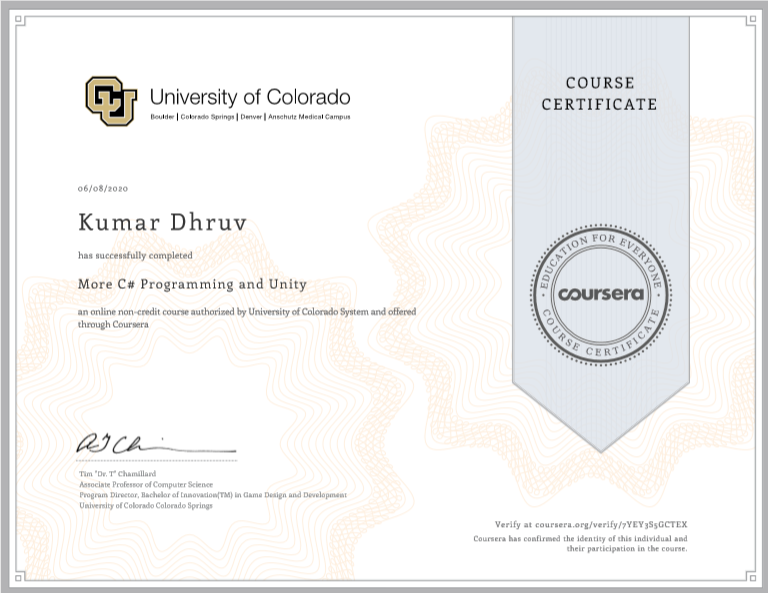 University of Colorado
Boulder | Colorado Springs | Denver | Anschutz Medical Campus
COURSE
CERTIFICATE
06/08/2020
Kumar Dhruv
has successfully completed
More C# Programming and Unity
an online non-credit course authorized by University of Colorado System and offered
through Coursera
EDUCATION FOR EVERYONE
coursera
COURSE CERTIFICATE
Tim "Dr. T" Chamillard
Associate Professor of Computer Science
Program Director, Bachelor of Innovation(TM) in Game Design and Development
University of Colorado Colorado Springs
Verify at coursera.org/verify/7YEY3S5GCTEX
Coursera has confirmed the identity of this individual and
their participation in the course.